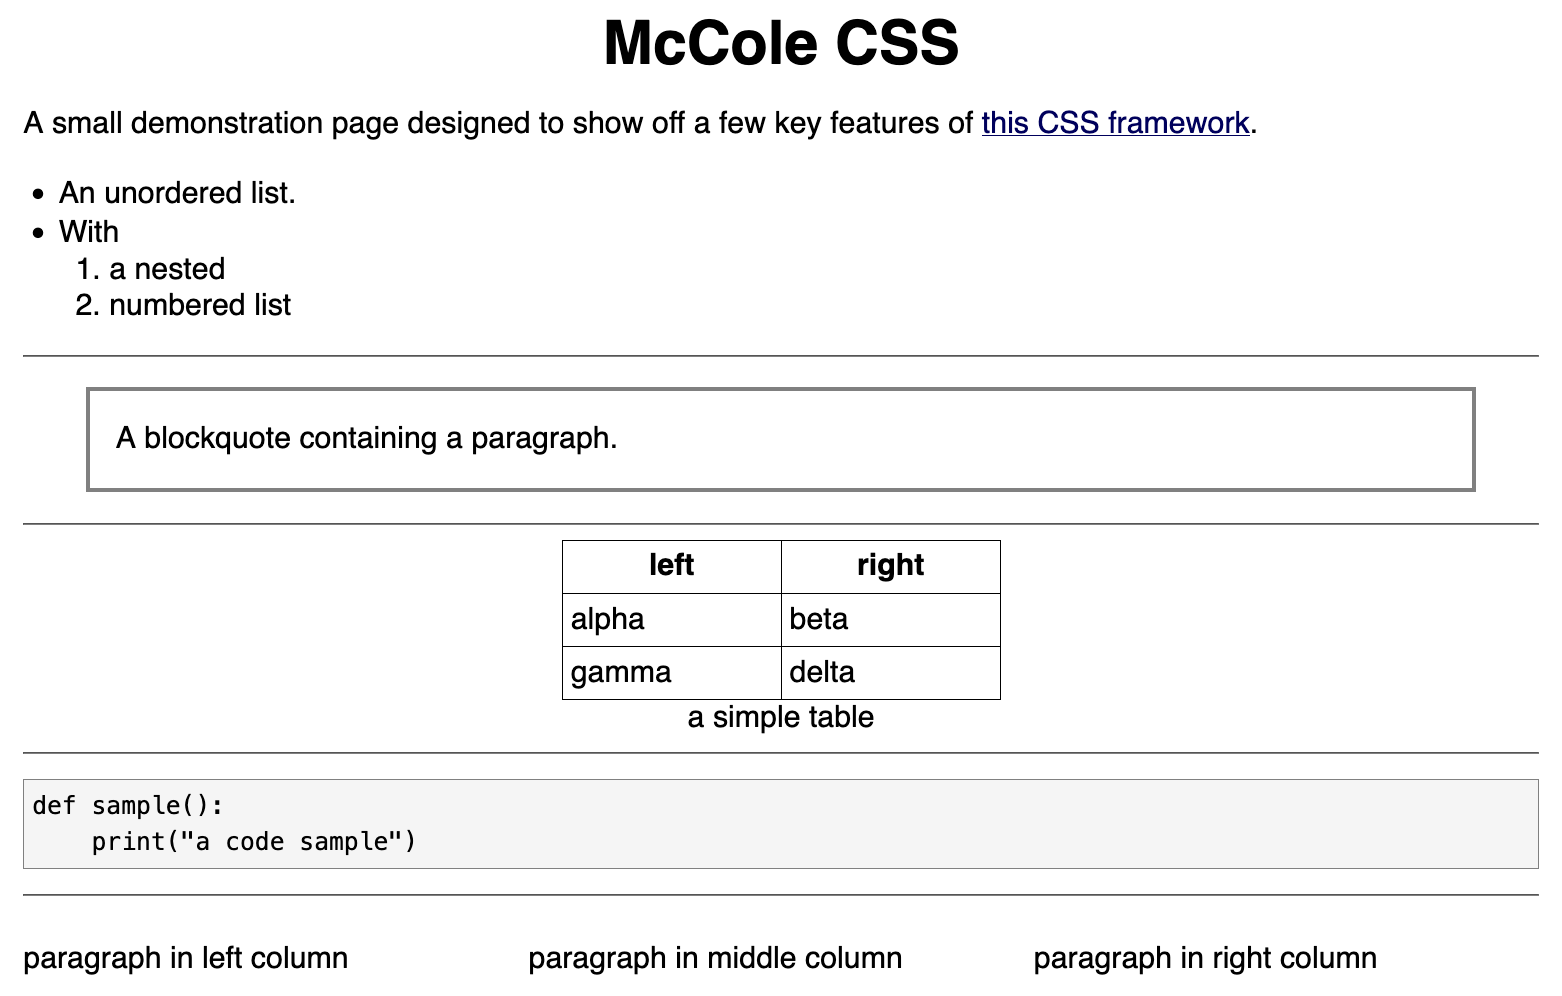 McCole CSS
A small demonstration page designed to show off a few key features of this CSS framework.
• An unordered list.
• With
1. a nested
2. numbered list
A blockquote containing a paragraph.
left right
alpha beta
gamma delta
a simple table
def sample():
    print("a code sample")
paragraph in left column paragraph in middle column paragraph in right column